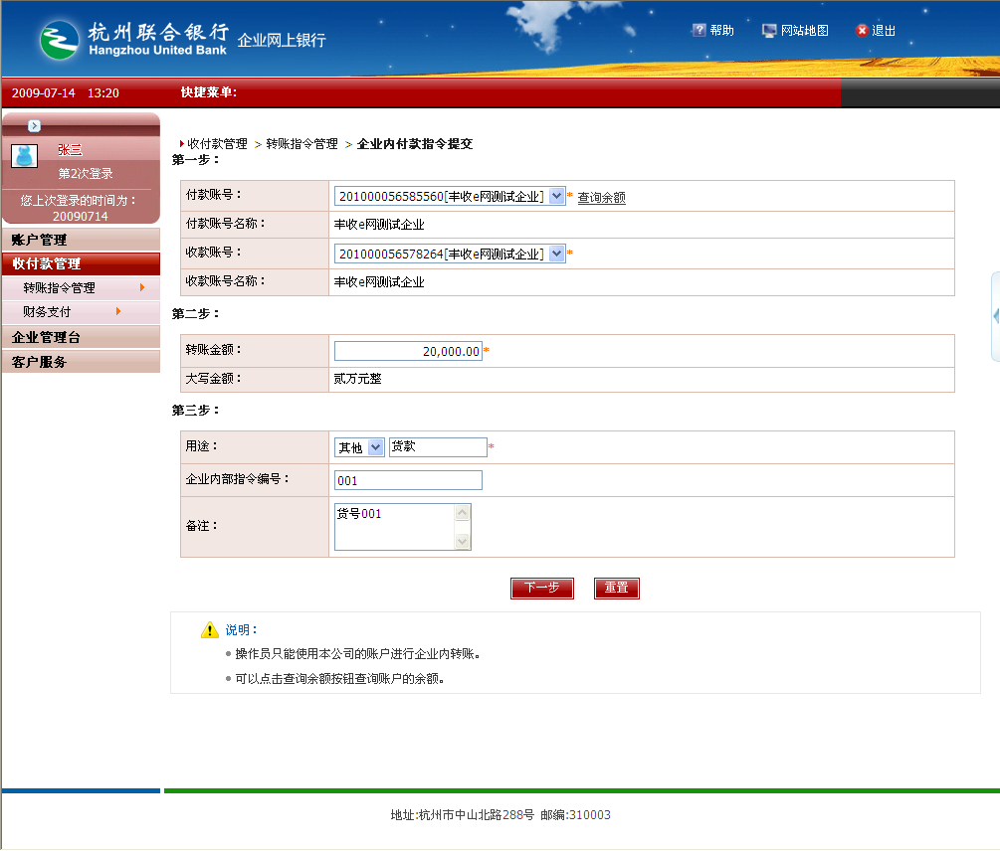 杭州联合银行 企业网上银行
Hangzhou United Bank
帮助 网站地图 退出
2009-07-14 13:20 快捷菜单:
张三
第2次登录
您上次登录的时间为：
20090714
账户管理
收付款管理
转账指令管理
财务支付
企业管理台
客户服务
收付款管理 > 转账指令管理 > 企业内付款指令提交
第一步：
付款账号： 201000056585560[丰收e网测试企业] * 查询余额
付款账号名称： 丰收e网测试企业
收款账号： 201000056578264[丰收e网测试企业] *
收款账号名称： 丰收e网测试企业
第二步：
转账金额： 20,000.00 *
大写金额： 贰万元整
第三步：
用途： 其他 货款 *
企业内部指令编号： 001
备注： 货号001
下一步 重置
说明：
操作员只能使用本公司的账户进行企业内转账。
可以点击查询余额按钮查询账户的余额。
地址:杭州市中山北路288号 邮编:310003